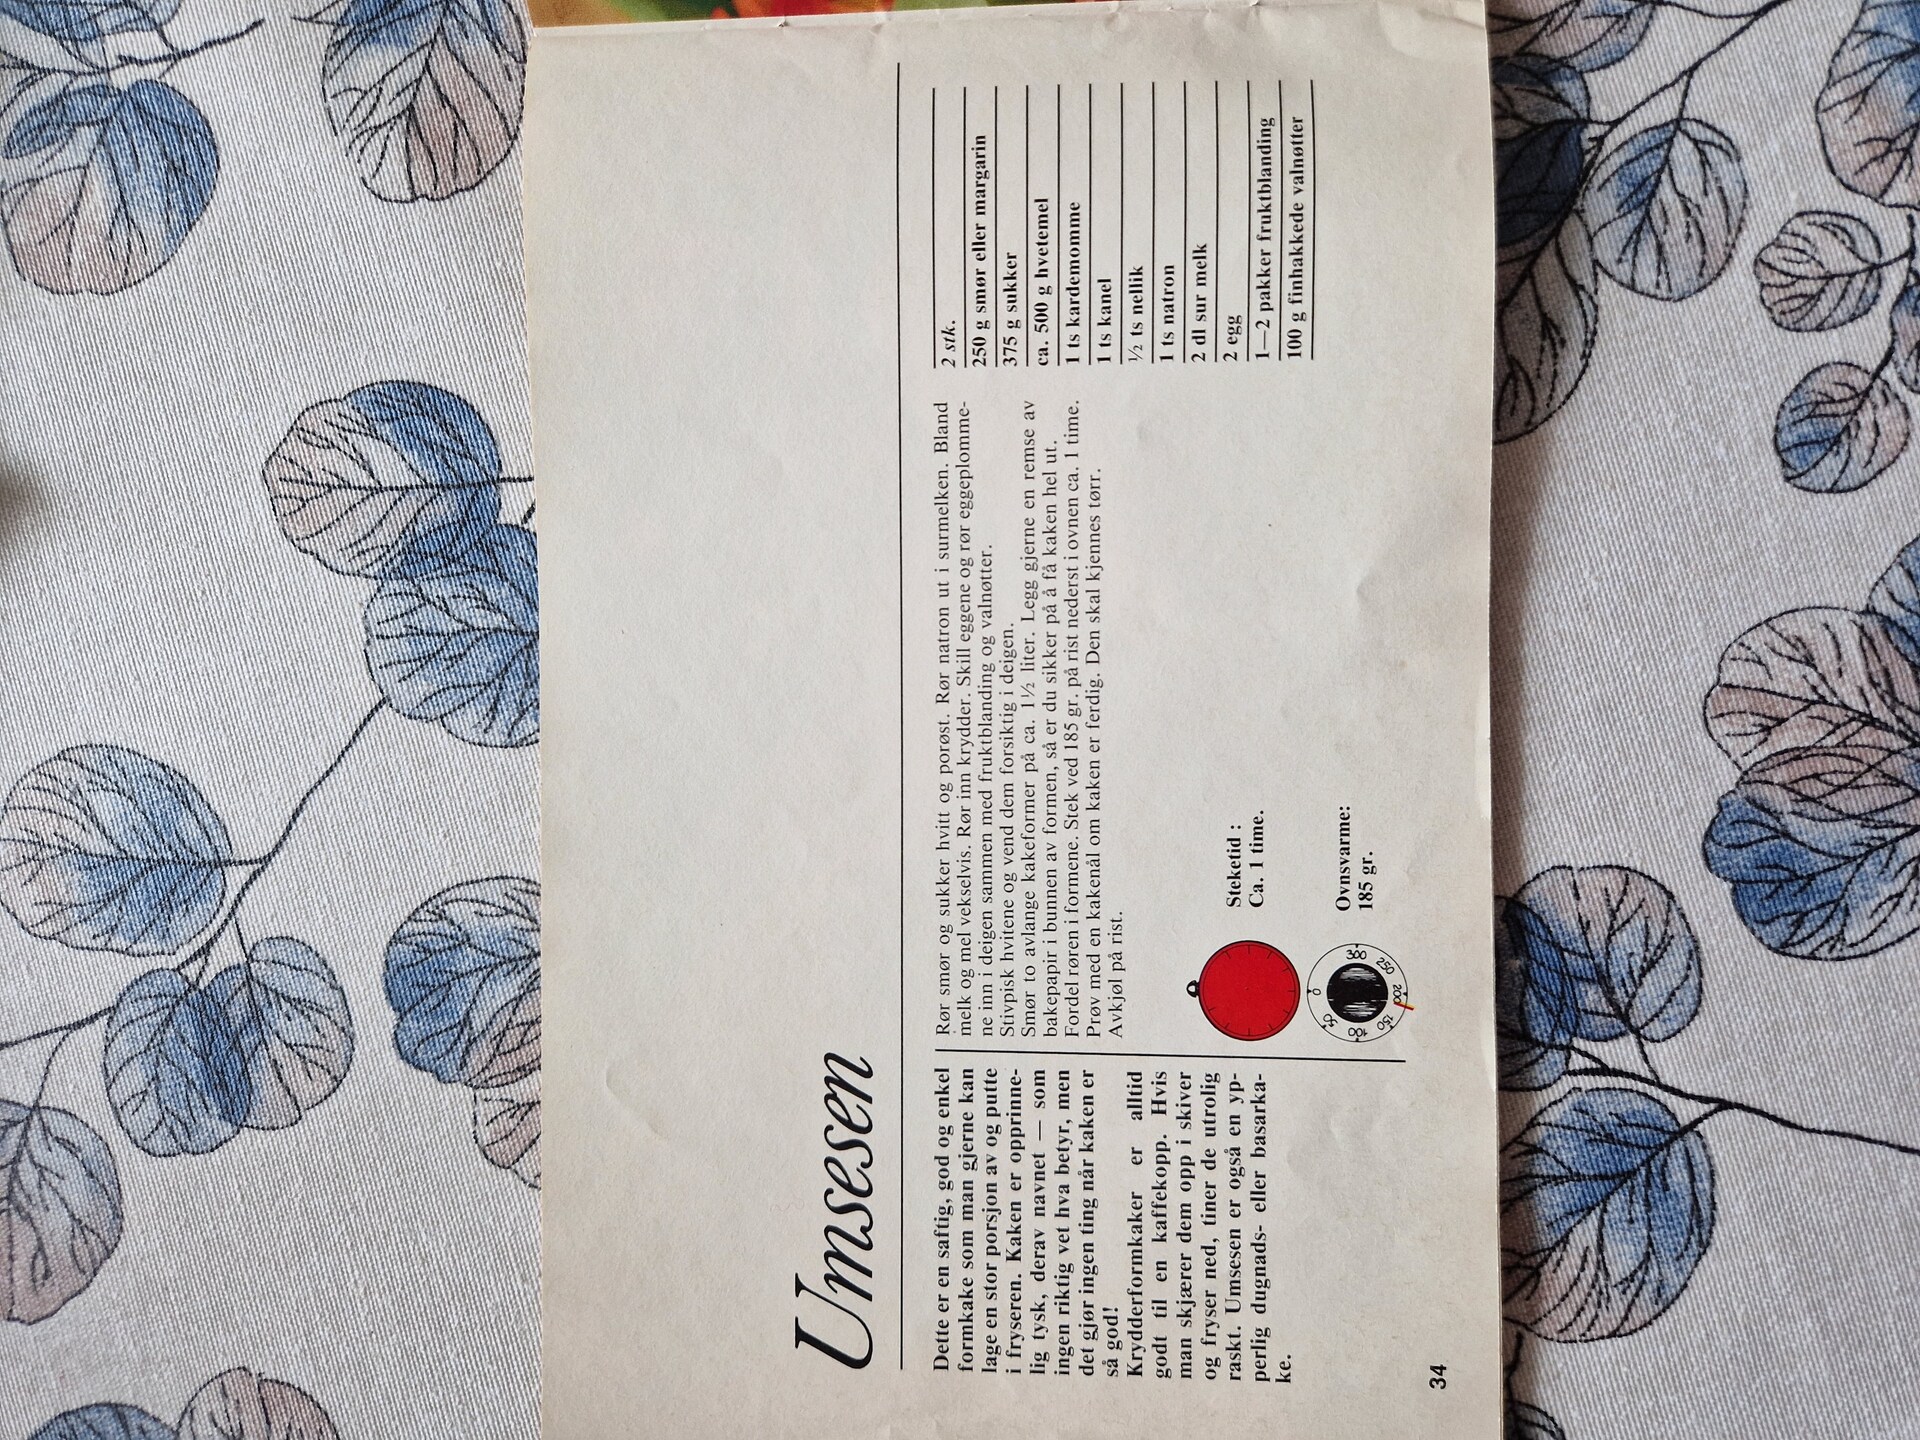 Umsesen
Dette er en saftig, god og enkel
formkake som man gjerne kan
lage en stor porsjon av og putte
i fryseren. Kaken er opprinne-
lig tysk, derav navnet — som
ingen riktig vet hva betyr, men
det gjør ingen ting når kaken er
så god!
Krydderformkaker er alltid
godt til en kaffekopp. Hvis
man skjærer dem opp i skiver
og fryser ned, tiner de utrolig
raskt. Umsesen er også en yp-
perlig dugnads- eller basarka-
ke.
Rør smør og sukker hvitt og porøst. Rør natron ut i surmelken. Bland
melk og mel vekselvis. Rør inn krydder. Skill eggene og rør eggeplomme-
ne inn i deigen sammen med fruktblanding og valnøtter.
Stivpisk hvitene og vend dem forsiktig i deigen.
Smør to avlange kakeformer på ca. 1½ liter. Legg gjerne en remse av
bakepapir i bunnen av formen, så er du sikker på å få kaken hel ut.
Fordel røren i formene. Stek ved 185 gr. på rist nederst i ovnen ca. 1 time.
Prøv med en kakenål om kaken er ferdig. Den skal kjennes tørr.
Avkjøl på rist.
Steketid :
Ca. 1 time.
0
50
100
150
200
250
300
Ovnsvarme:
185 gr.
2 stk.
250 g smør eller margarin
375 g sukker
ca. 500 g hvetemel
1 ts kardemomme
1 ts kanel
½ ts nellik
1 ts natron
2 dl sur melk
2 egg
1—2 pakker fruktblanding
100 g finhakkede valnøtter
34